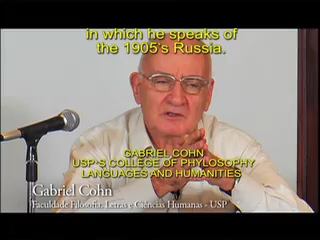 in which he speaks of
the 1905's Russia.
GABRIEL COHN
USP'S COLLEGE OF PHYLOSOPHY
LANGUAGES AND HUMANITIES
Gabriel Cohn
Faculdade Filosofia, Letras e Ciências Humanas - USP